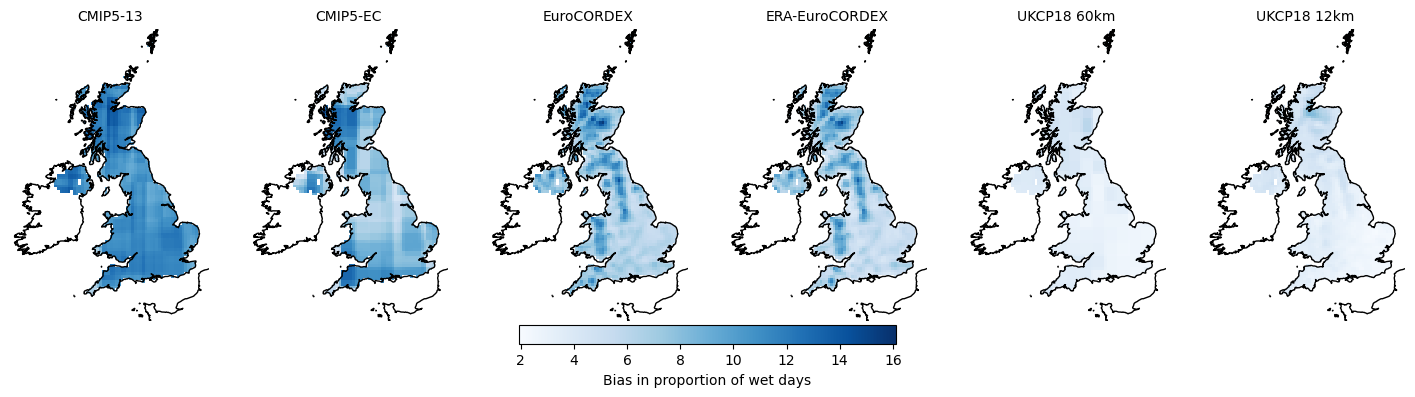 CMIP5-13 CMIP5-EC EuroCORDEX ERA-EuroCORDEX UKCP18 60km UKCP18 12km
2 4 6 8 10 12 14 16
Bias in proportion of wet days